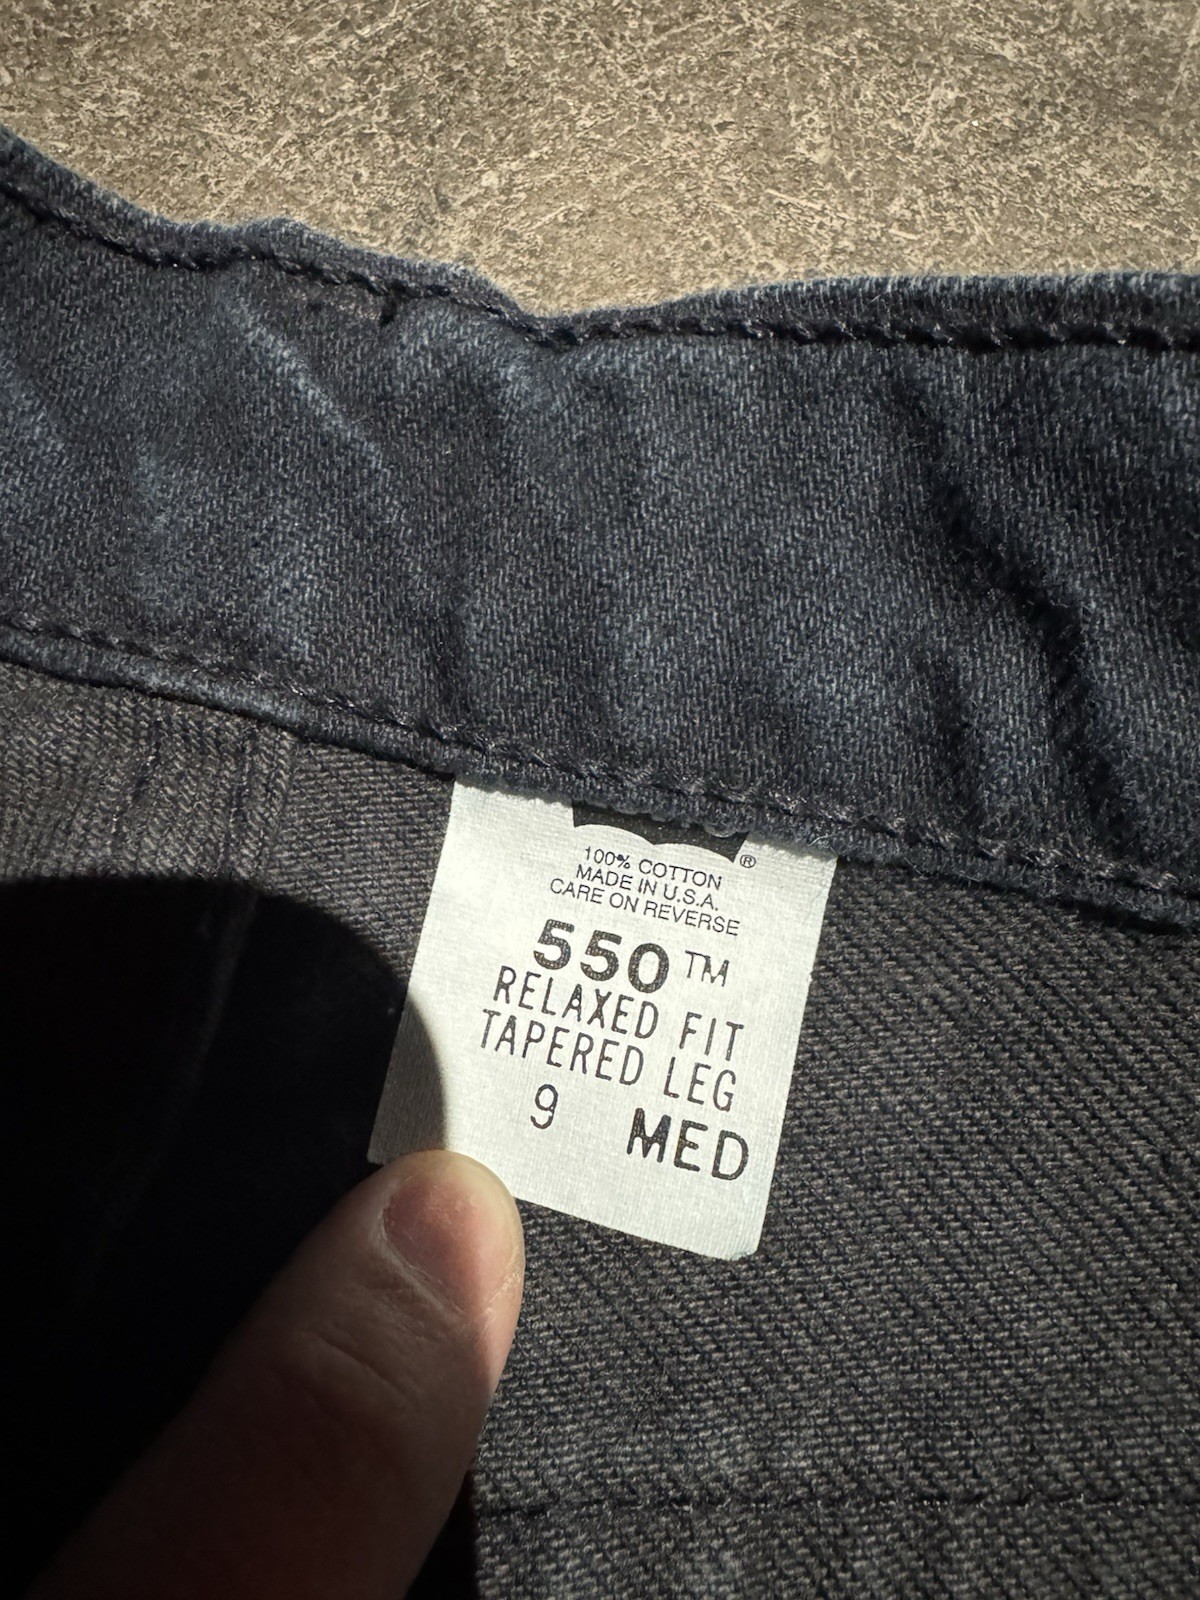 ®
100% COTTON
MADE IN U.S.A.
CARE ON REVERSE
550™
RELAXED FIT
TAPERED LEG
9 MED